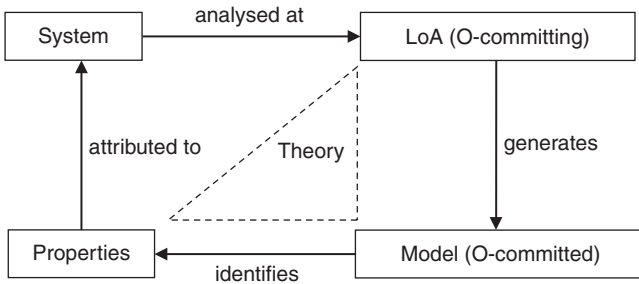 analysed at
System
LoA (O-committing)
attributed to
Theory
generates
Properties
Model (O-committed)
identifies